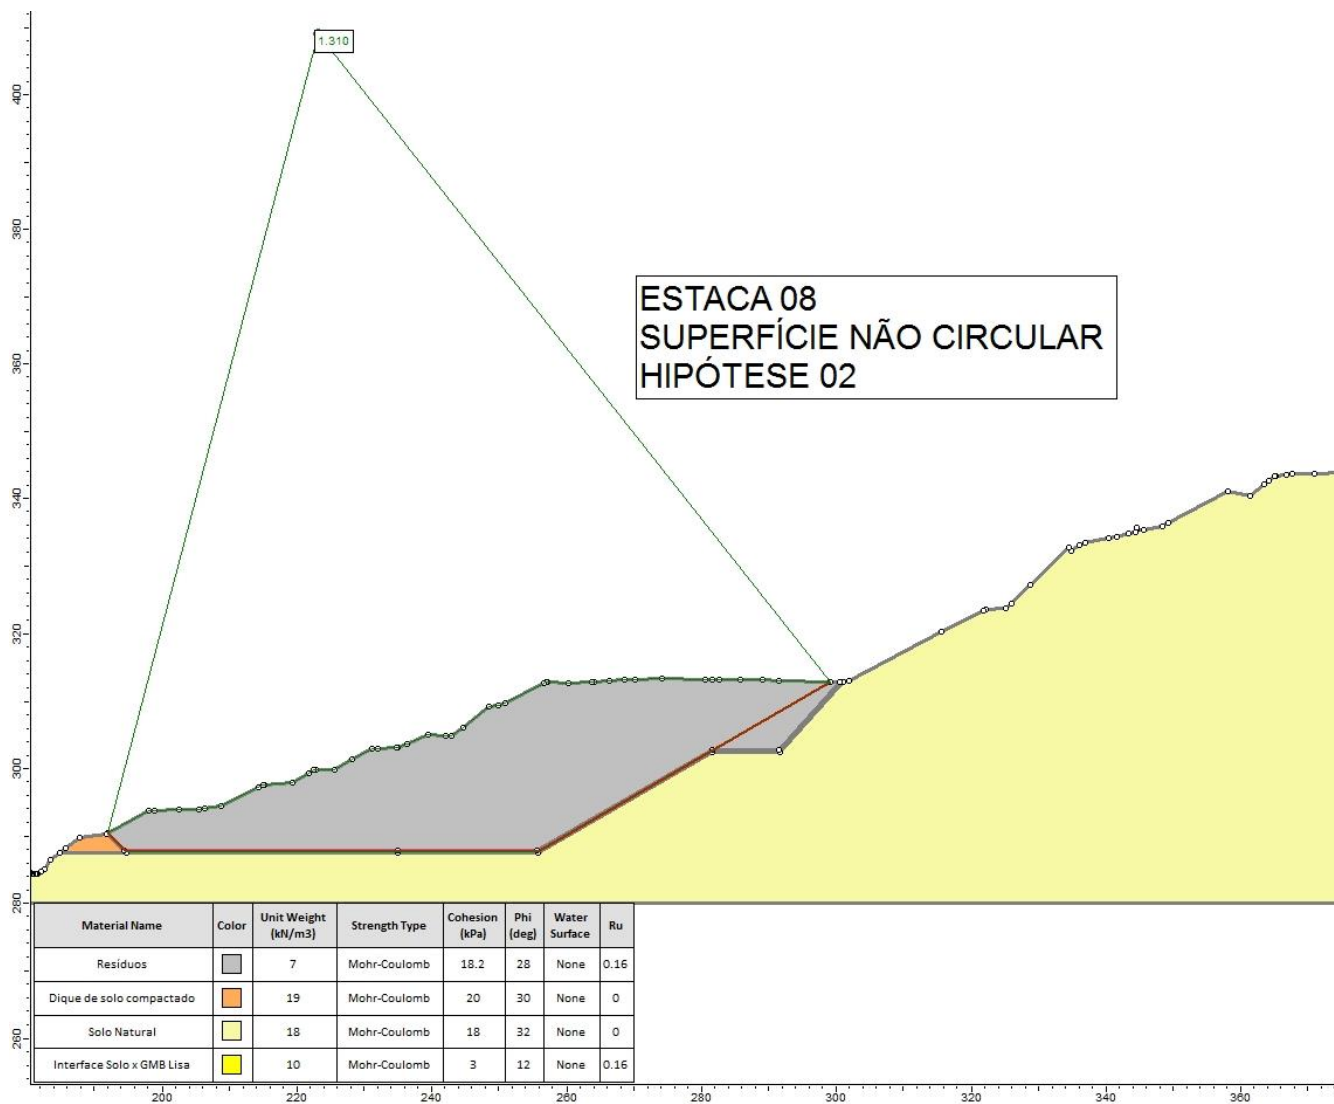 1.310
400
380
ESTACA 08
SUPERFÍCIE NÃO CIRCULAR
HIPÓTESE 02
360
340
320
300
280
Material Name Color Unit Weight (kN/m3) Strength Type Cohesion (kPa) Phi (deg) Water Surface Ru
Resíduos 7 Mohr-Coulomb 18.2 28 None 0.16
Dique de solo compactado 19 Mohr-Coulomb 20 30 None 0
Solo Natural 18 Mohr-Coulomb 18 32 None 0
Interface Solo x GMB Lisa 10 Mohr-Coulomb 3 12 None 0.16
260
200 220 240 260 280 300 320 340 360